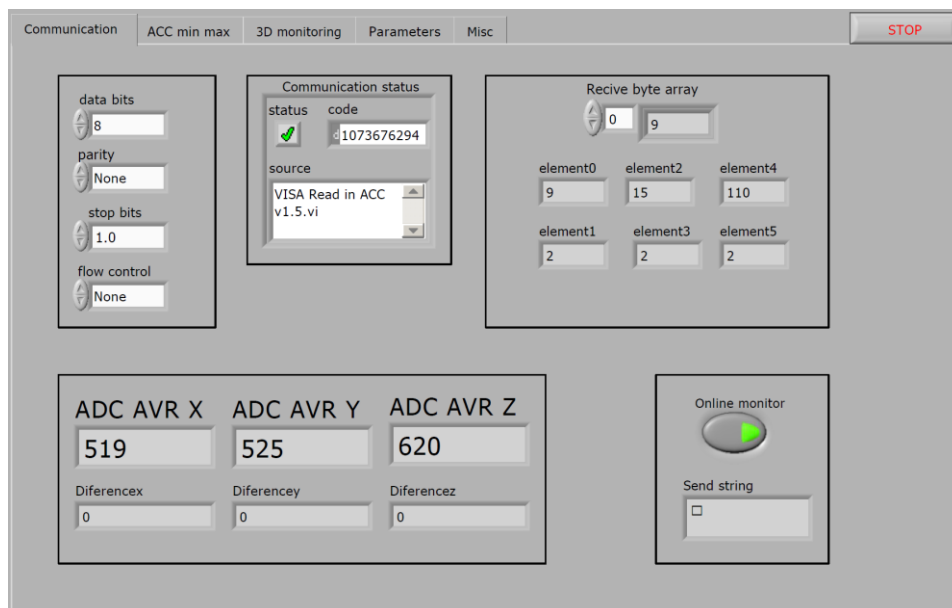 Communication
ACC min max
3D monitoring
Parameters
Misc
STOP
data bits
8
parity
None
stop bits
1.0
flow control
None
Communication status
status
code
d
1073676294
source
VISA Read in ACC
v1.5.vi
Recive byte array
0
9
element0
element2
element4
9
15
110
element1
element3
element5
2
2
2
ADC AVR X
ADC AVR Y
ADC AVR Z
519
525
620
Diferencex
Diferencey
Diferencez
0
0
0
Online monitor
Send string